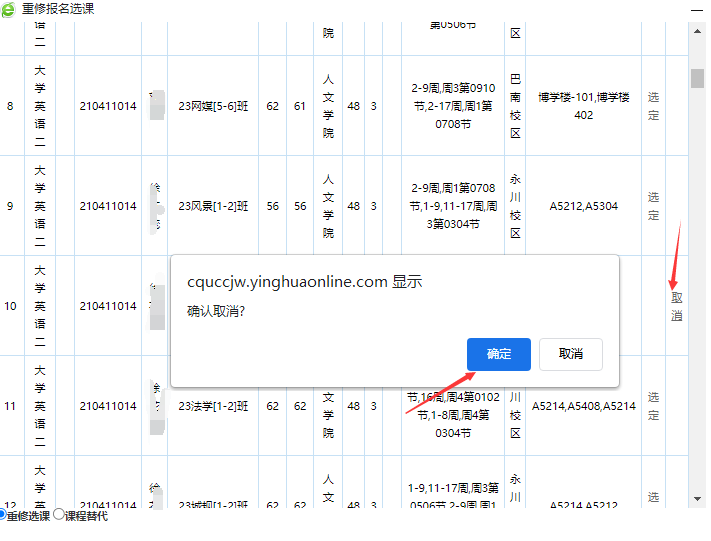 重修报名选课
二 院 第0506节 区
8 大学英语二 210411014 23网媒[5-6]班 62 61 人文学院 48 3 2-9周,周3第0910节,2-17周,周1第0708节 巴南校区 博学楼-101,博学楼402 选定
9 大学英语二 210411014 徐 23风景[1-2]班 56 56 人文学院 48 3 2-9周,周1第0708节,1-9,11-17周,周3第0304节 永川校区 A5212,A5304 选定
10 大学英语二 210411014 取消
cquccjw.yinghuaonline.com 显示
确认取消?
确定 取消
11 大学英语二 210411014 23法学[1-2]班 62 62 文学院 48 3 节,16周,周4第0102节,1-8周,周4第0304节 川校区 A5214,A5408,A5214 选定
12 大学英 210411014 徐 23城规[1-2]班 62 62 人文学 48 3 1-9,11-17周,周3第0506节,2-9周,周1 永川 A5214,A5212 选
重修选课 课程替代